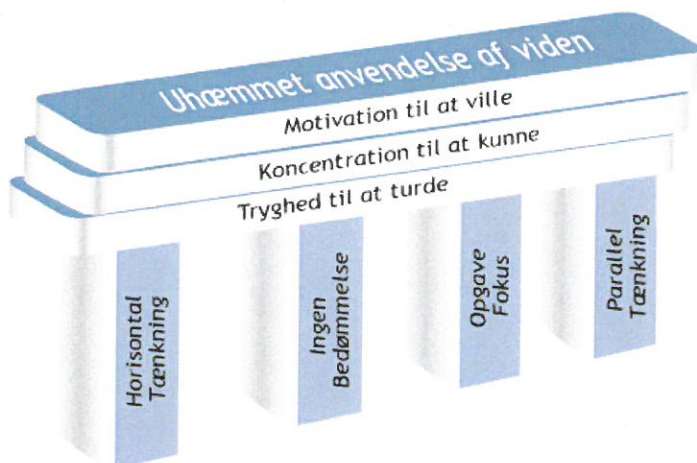 Uhæmmet anvendelse af viden
Motivation til at ville
Koncentration til at kunne
Tryghed til at turde
Horisontal
Tænkning
Ingen
Bedømmelse
Opgave
Fokus
Parallel
Tænkning